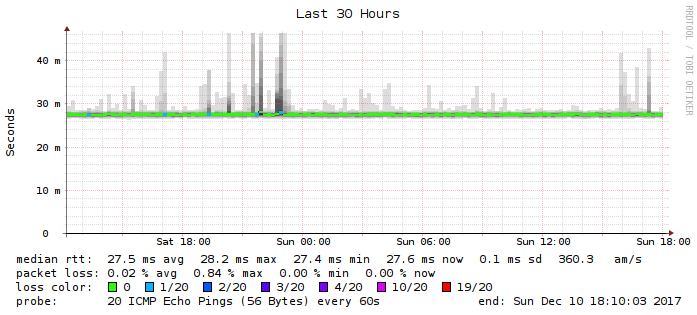 Last 30 Hours
RRDTOOL / TOBI OETIKER
Seconds
40 m
30 m
20 m
10 m
0
Sat 18:00 Sun 00:00 Sun 06:00 Sun 12:00 Sun 18:00
median rtt: 27.5 ms avg 28.2 ms max 27.4 ms min 27.6 ms now 0.1 ms sd 360.3 am/s
packet loss: 0.02 % avg 0.84 % max 0.00 % min 0.00 % now
loss color: 0 1/20 2/20 3/20 4/20 10/20 19/20
probe: 20 ICMP Echo Pings (56 Bytes) every 60s end: Sun Dec 10 18:10:03 2017